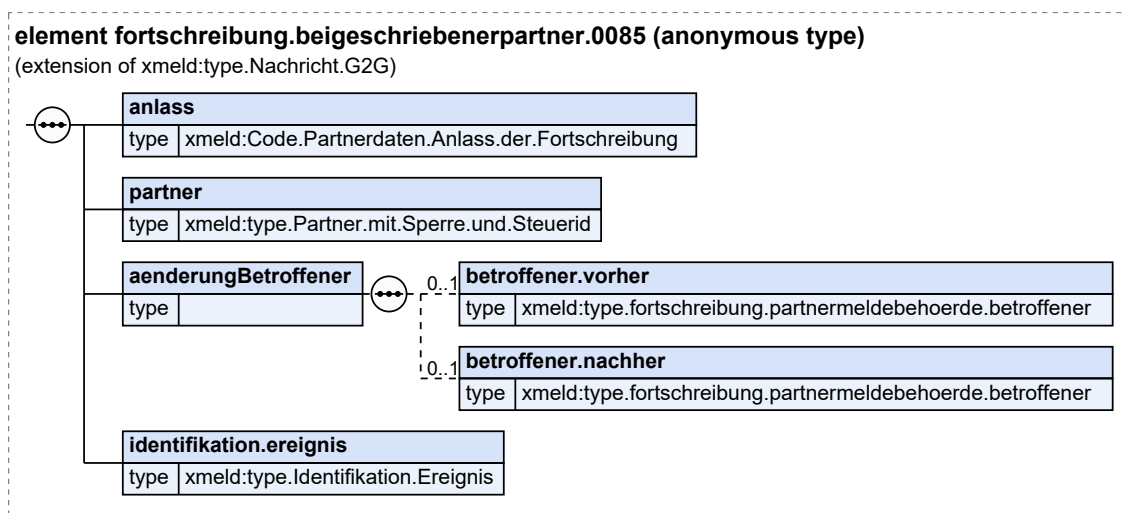 element fortschreibung.beigeschriebenerpartner.0085 (anonymous type)
(extension of xmeld:type.Nachricht.G2G)
anlass
type xmeld:Code.Partnerdaten.Anlass.der.Fortschreibung
partner
type xmeld:type.Partner.mit.Sperre.und.Steuerid
aenderungBetroffener
type
0..1 betroffener.vorher
type xmeld:type.fortschreibung.partnermeldebehoerde.betroffener
0..1 betroffener.nachher
type xmeld:type.fortschreibung.partnermeldebehoerde.betroffener
identifikation.ereignis
type xmeld:type.Identifikation.Ereignis